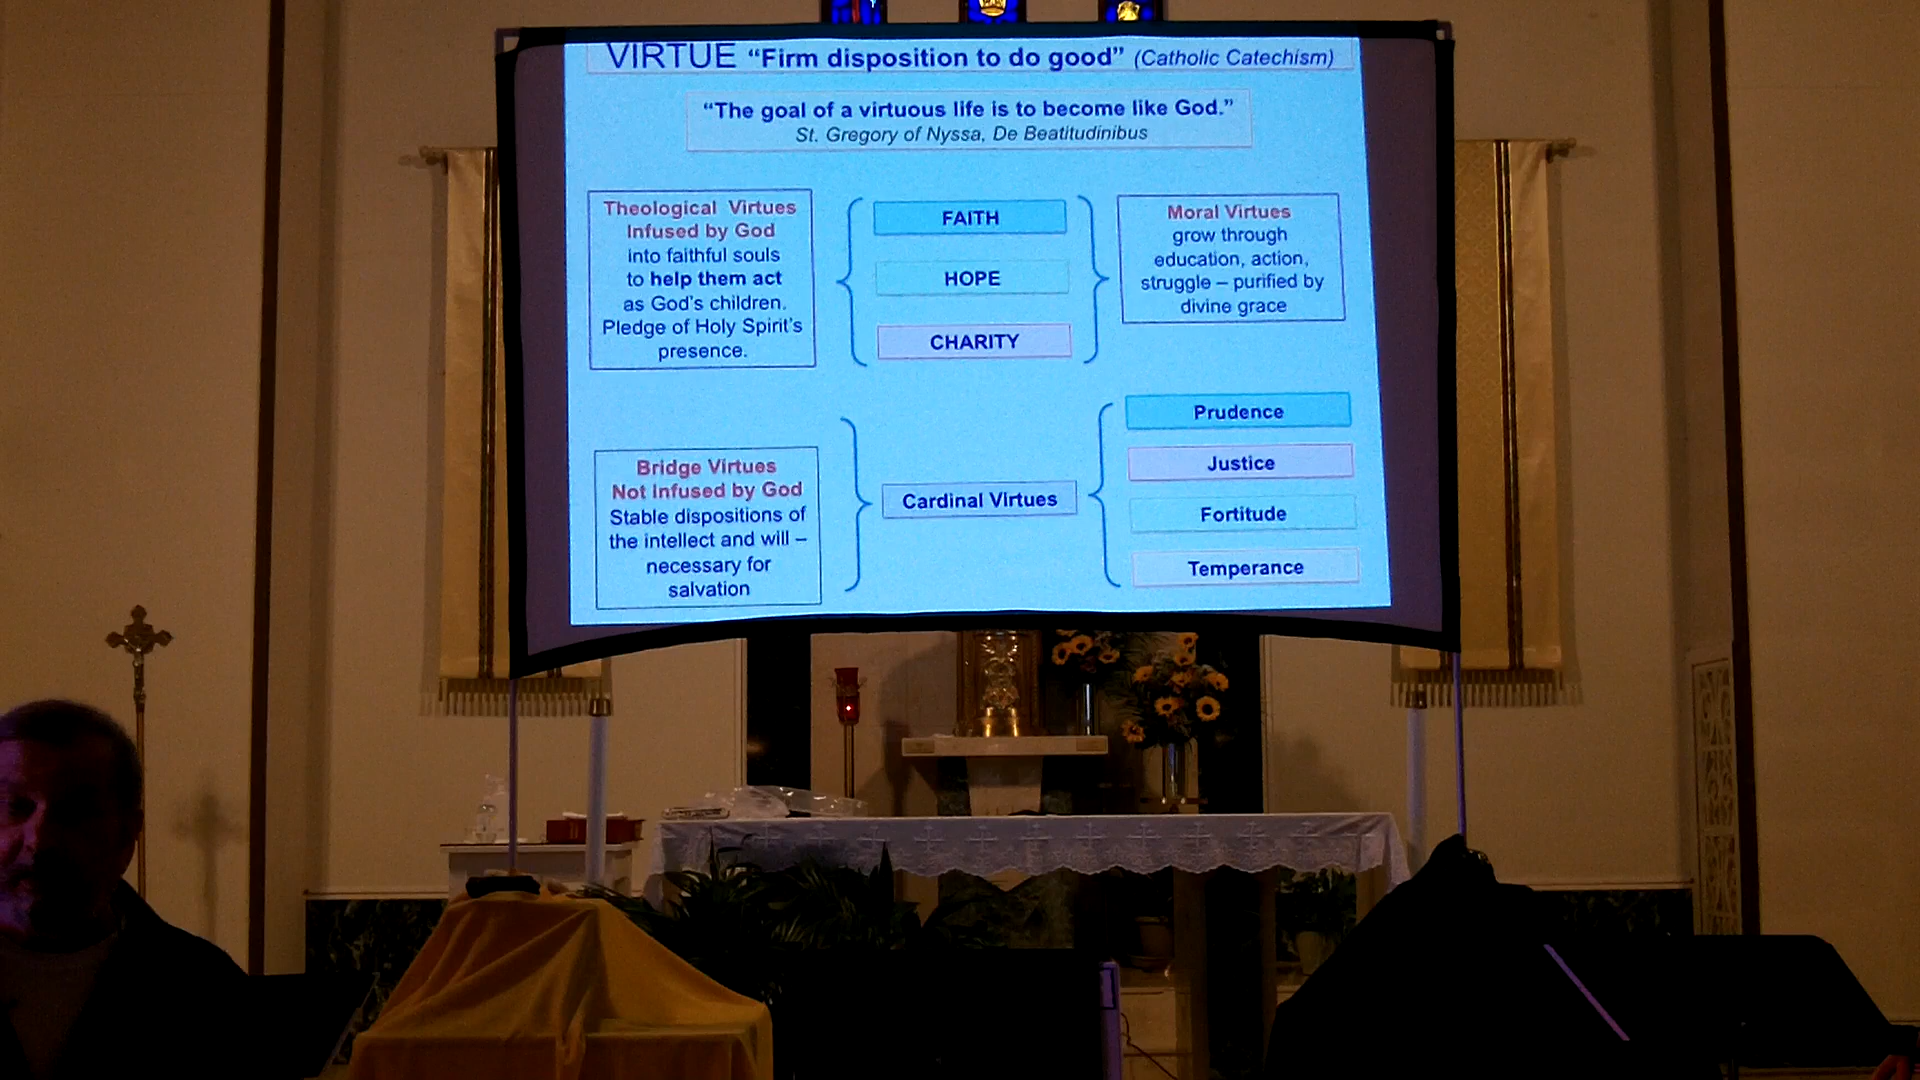 VIRTUE “Firm disposition to do good” (Catholic Catechism)
“The goal of a virtuous life is to become like God.”
St. Gregory of Nyssa, De Beatitudinibus
Theological Virtues
Infused by God
into faithful souls
to help them act
as God's children.
Pledge of Holy Spirit's
presence.
FAITH
HOPE
CHARITY
Moral Virtues
grow through
education, action,
struggle – purified by
divine grace
Bridge Virtues
Not Infused by God
Stable dispositions of
the intellect and will –
necessary for
salvation
Cardinal Virtues
Prudence
Justice
Fortitude
Temperance